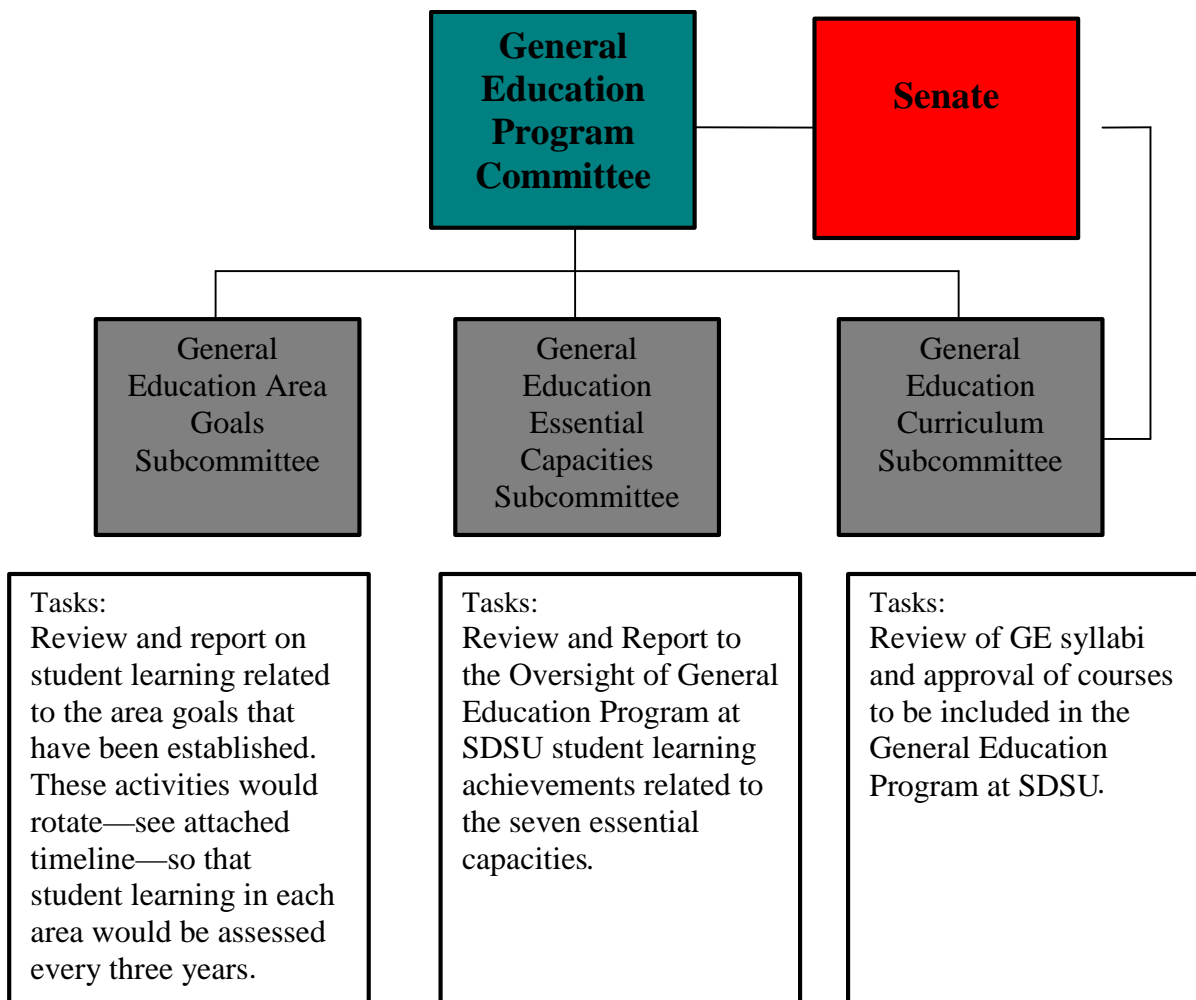 General
Education
Program
Committee
Senate
General
Education Area
Goals
Subcommittee
General
Education
Essential
Capacities
Subcommittee
General
Education
Curriculum
Subcommittee
Tasks:
Review and report on
student learning related
to the area goals that
have been established.
These activities would
rotate—see attached
timeline—so that
student learning in each
area would be assessed
every three years.
Tasks:
Review and Report to
the Oversight of General
Education Program at
SDSU student learning
achievements related to
the seven essential
capacities.
Tasks:
Review of GE syllabi
and approval of courses
to be included in the
General Education
Program at SDSU.